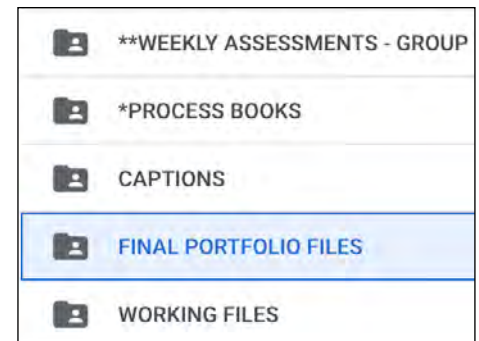 **WEEKLY ASSESSMENTS - GROUP
*PROCESS BOOKS
CAPTIONS
FINAL PORTFOLIO FILES
WORKING FILES